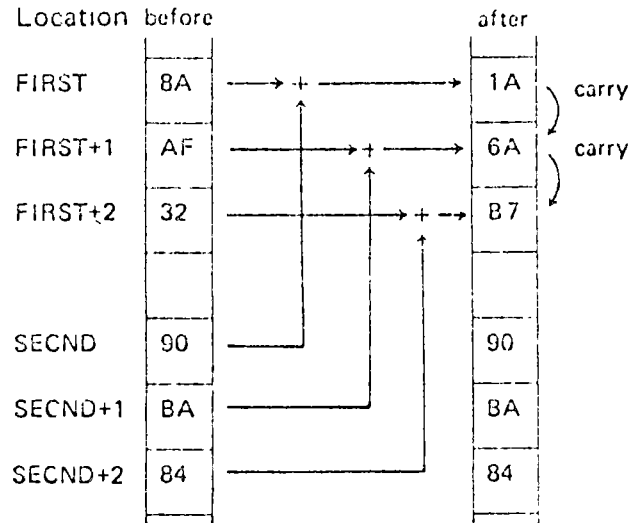 Location before after
FIRST 8A + 1A carry
FIRST+1 AF + 6A carry
FIRST+2 32 + B7
SECND 90 90
SECND+1 BA BA
SECND+2 84 84